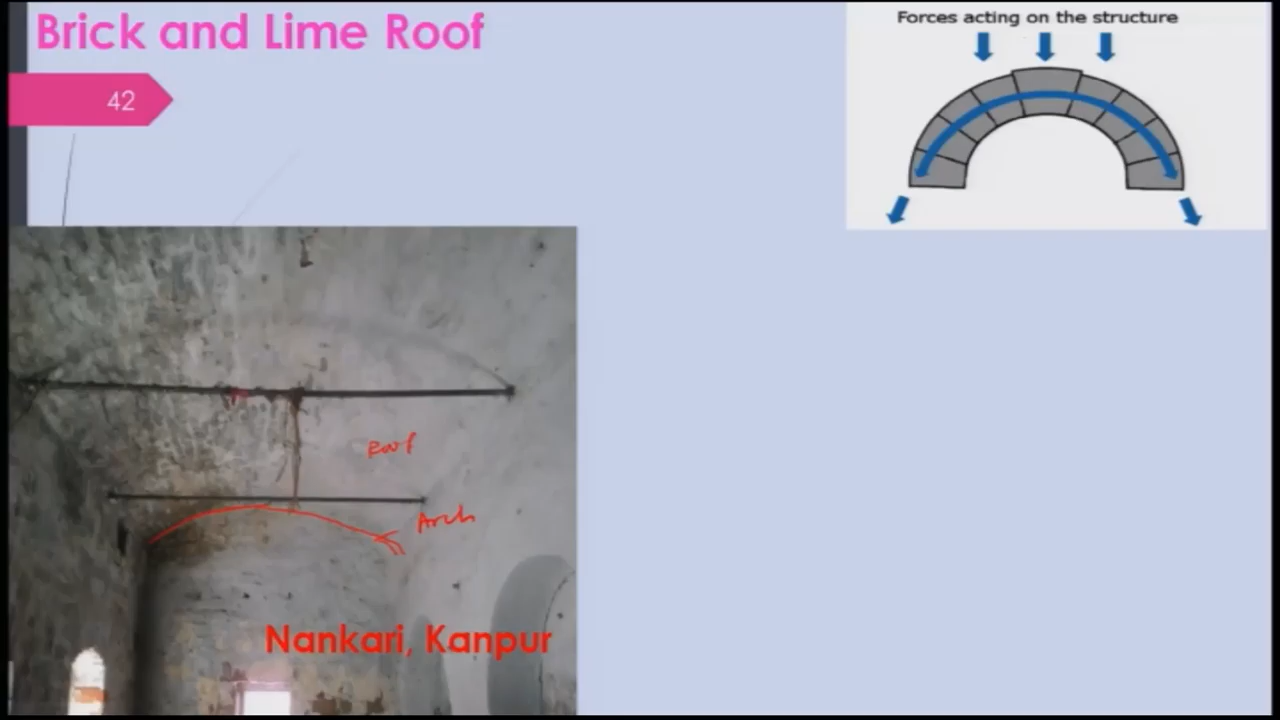 Brick and Lime Roof
42
Forces acting on the structure
Roof
Arch
Nankari, Kanpur